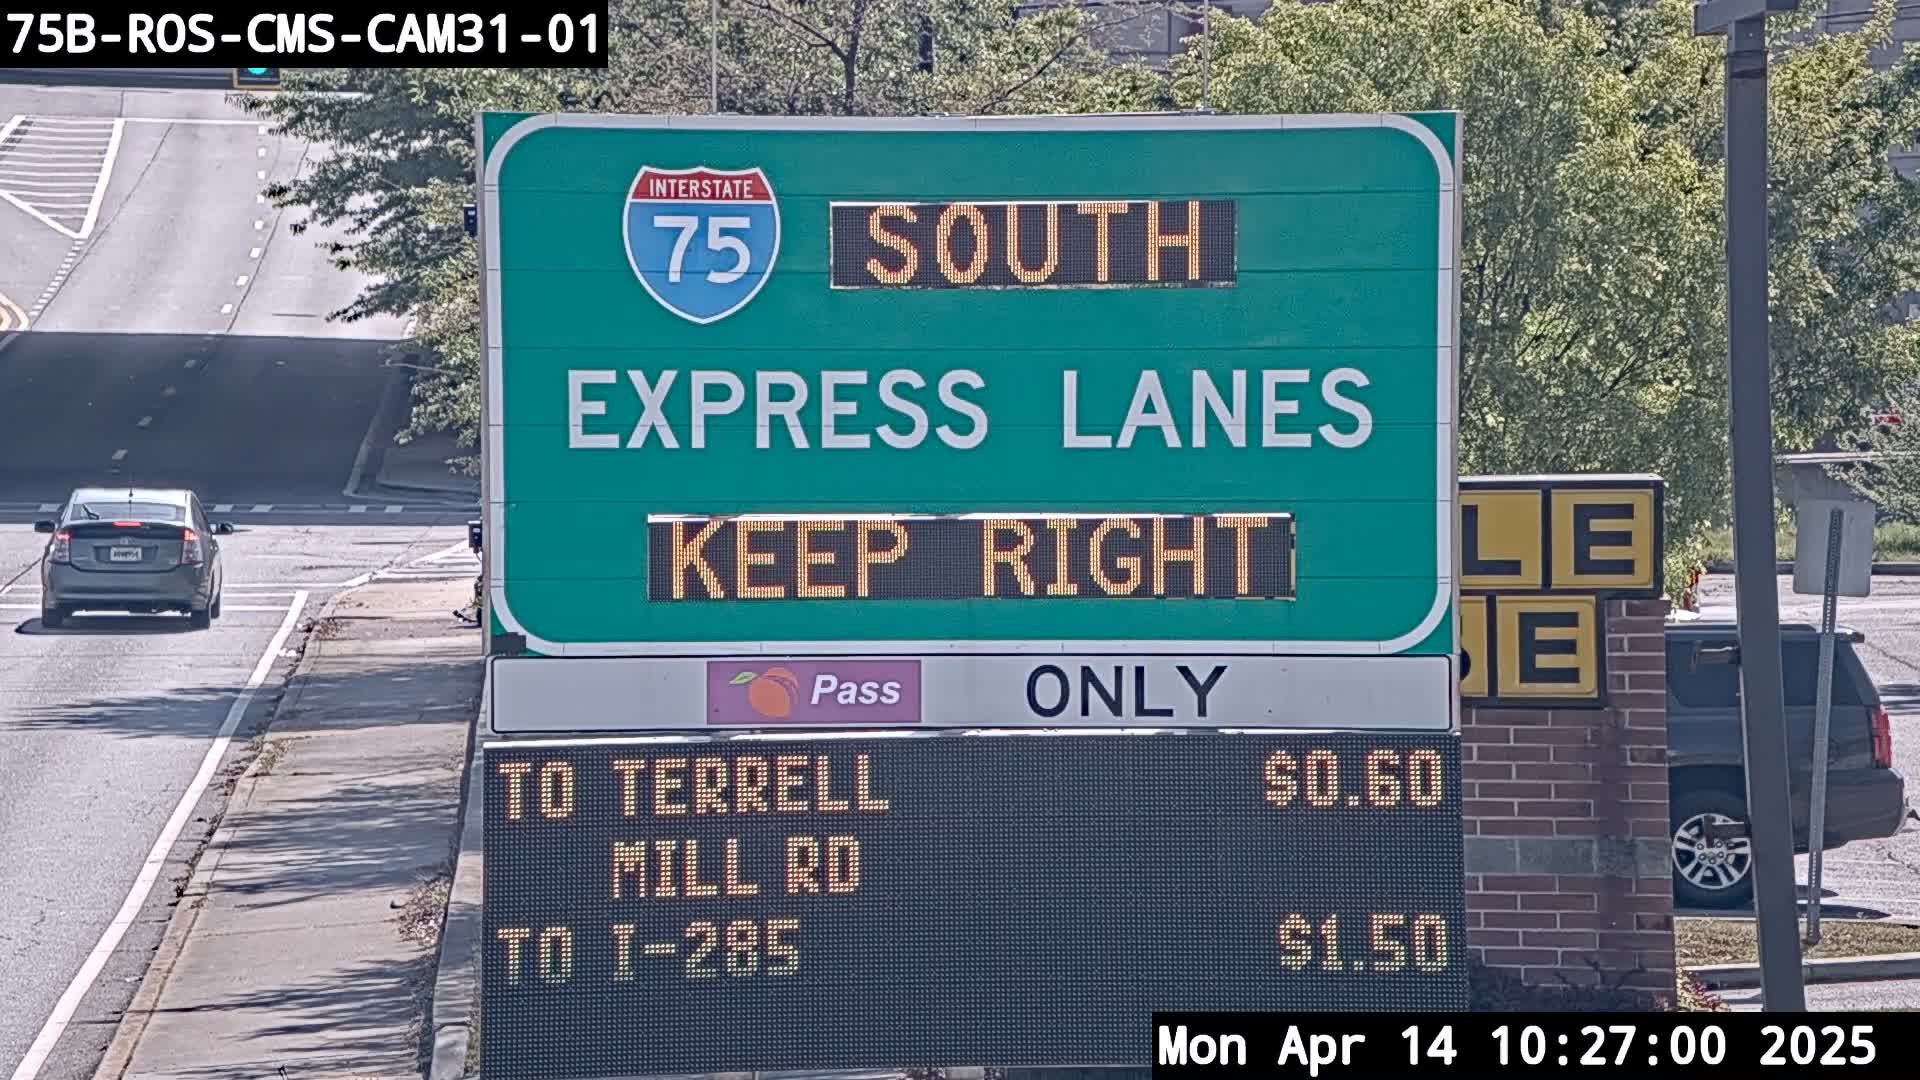 75B-ROS-CMS-CAM31-01
INTERSTATE
75
SOUTH
EXPRESS LANES
KEEP RIGHT
Pass ONLY
TO TERRELL $0.60
MILL RD
TO I-285 $1.50
LE
E
Mon Apr 14 10:27:00 2025